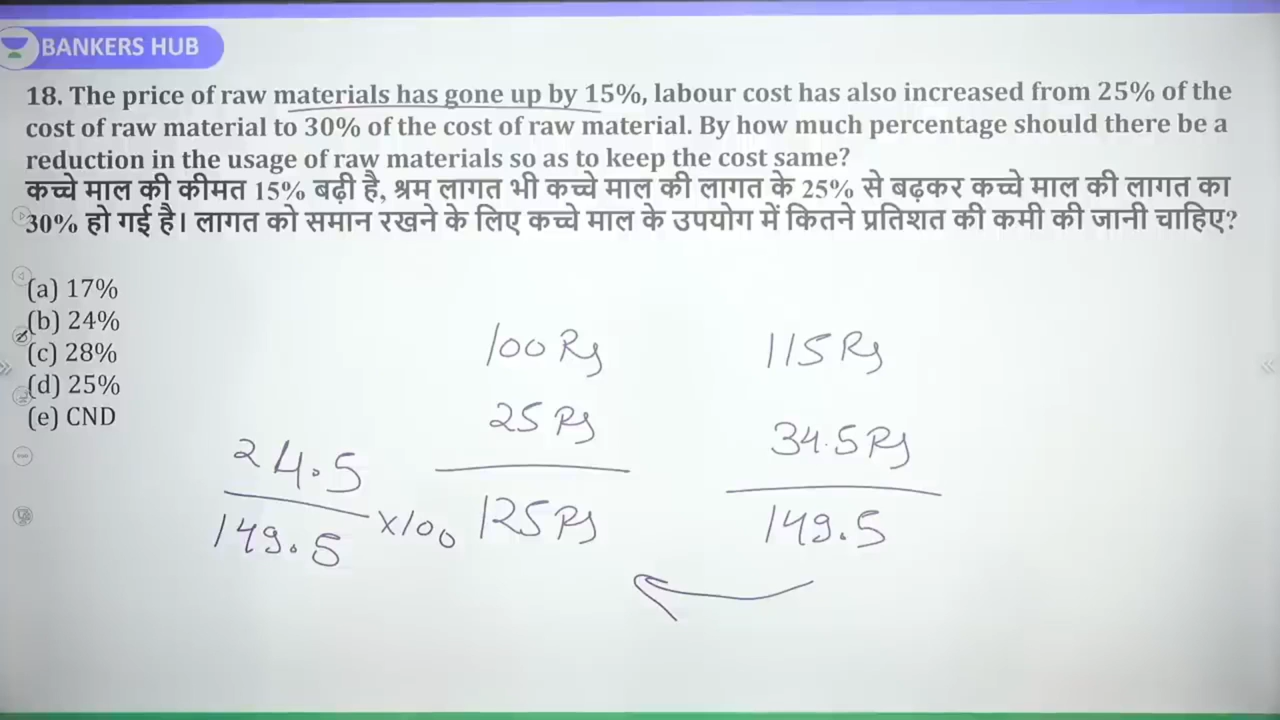 BANKERS HUB
18. The price of raw materials has gone up by 15%, labour cost has also increased from 25% of the
cost of raw material to 30% of the cost of raw material. By how much percentage should there be a
reduction in the usage of raw materials so as to keep the cost same?
कच्चे माल की कीमत 15% बढ़ी है, श्रम लागत भी कच्चे माल की लागत के 25% से बढ़कर कच्चे माल की लागत का
30% हो गई है। लागत को समान रखने के लिए कच्चे माल के उपयोग में कितने प्रतिशत की कमी की जानी चाहिए?
(a) 17%
(b) 24%
(c) 28%
(d) 25%
(e) CND
100 Rs
25 Rs
125 Rs
115 Rs
34.5 Rs
149.5
24.5
149.5 ×100